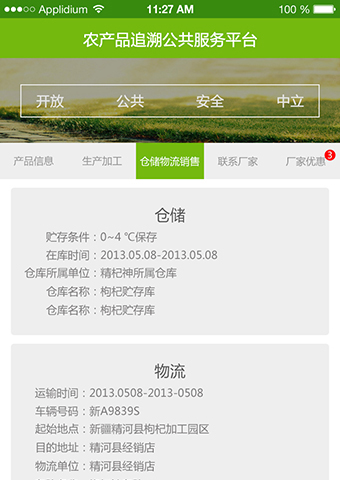 Applidium 11:27 AM 100 %
农产品追溯公共服务平台
开放 公共 安全 中立
产品信息 生产加工 仓储物流销售 联系厂家 厂家优惠 3
仓储
贮存条件：0~4 ℃保存
在库时间：2013.05.08-2013.05.08
仓库所属单位：精杞神所属仓库
仓库名称：枸杞贮存库
仓库名称：枸杞贮存库
物流
运输时间：2013.0508-2013-0508
车辆号码：新A9839S
起始地点：新疆精河县枸杞加工园区
目的地址：精河县经销店
物流单位：精河县经销店